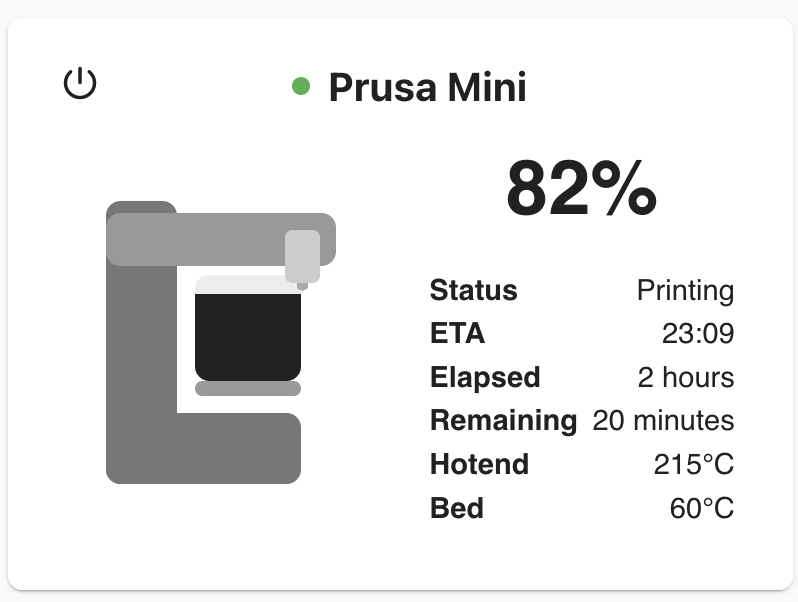 Prusa Mini
82%
Status Printing
ETA 23:09
Elapsed 2 hours
Remaining 20 minutes
Hotend 215°C
Bed 60°C